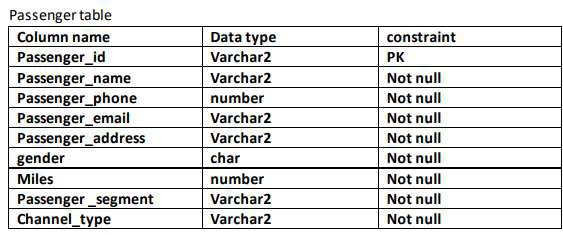 Passenger table
Column name Data type constraint
Passenger_id Varchar2 PK
Passenger_name Varchar2 Not null
Passenger_phone number Not null
Passenger_email Varchar2 Not null
Passenger_address Varchar2 Not null
gender char Not null
Miles number Not null
Passenger _segment Varchar2 Not null
Channel_type Varchar2 Not null